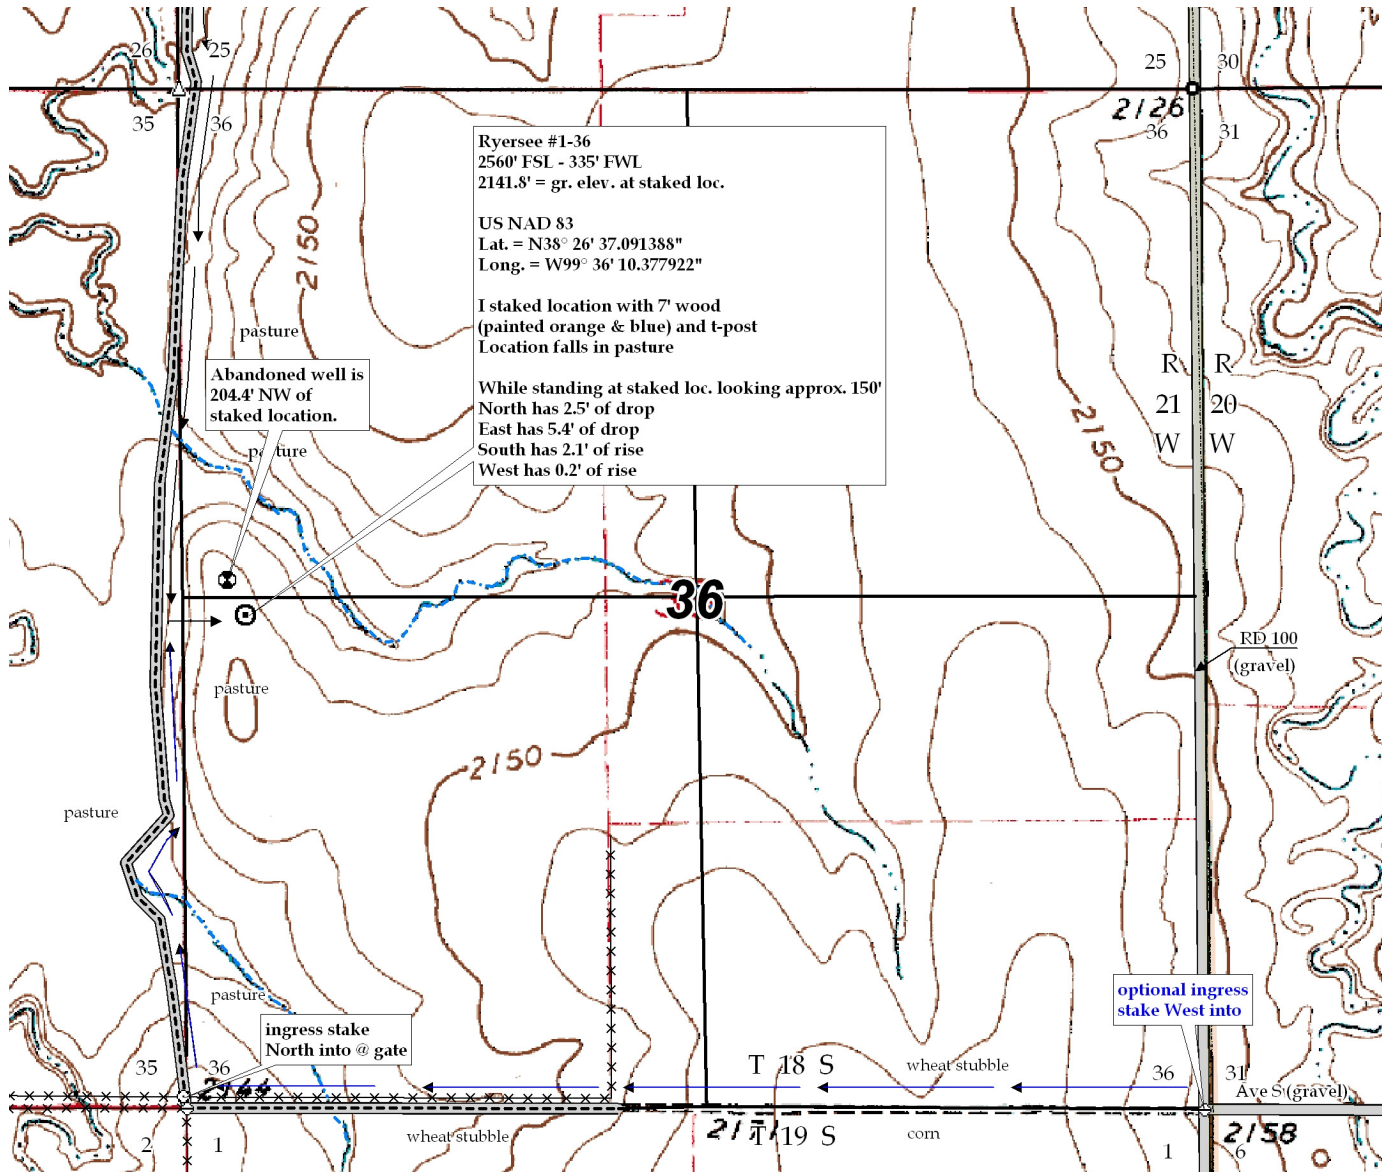 26
25
25
30
2126
35
36
36
31
Ryersee #1-36
2560' FSL - 335' FWL
2141.8' = gr. elev. at staked loc.
US NAD 83
Lat. = N38° 26' 37.091388"
Long. = W99° 36' 10.377922"
I staked location with 7' wood
(painted orange & blue) and t-post
Location falls in pasture
While standing at staked loc. looking approx. 150'
North has 2.5' of drop
East has 5.4' of drop
South has 2.1' of rise
West has 0.2' of rise
2150
pasture
Abandoned well is
204.4' NW of
staked location.
pasture
R R
21 20
W W
2150
36
RD 100
(gravel)
pasture
2150
pasture
pasture
optional ingress
stake West into
ingress stake
North into @ gate
35
36
2144
T 18 S
wheat stubble
36
31
Ave S (gravel)
2
1
wheat stubble
T 19 S
corn
2158
1
6